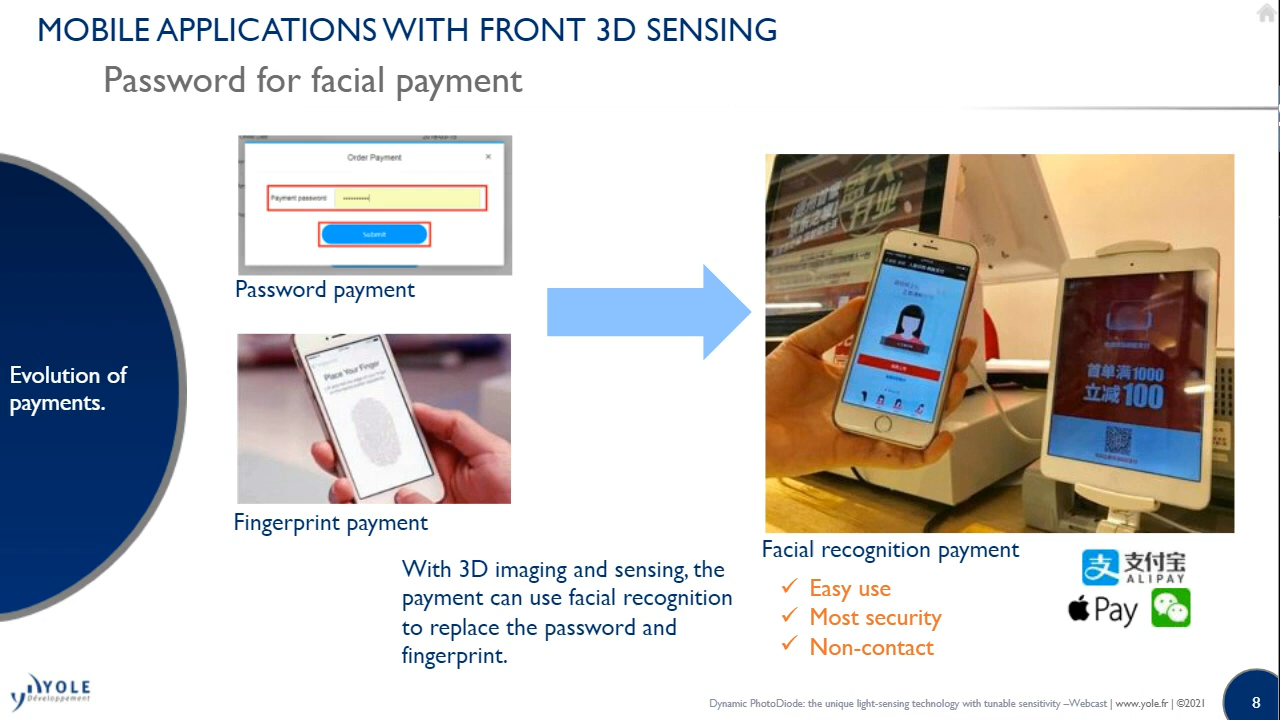 MOBILE APPLICATIONS WITH FRONT 3D SENSING
Password for facial payment
Order Payment
×
Payment password
Submit
Password payment
Place Your Finger
Fingerprint payment
Evolution of
payments.
With 3D imaging and sensing, the
payment can use facial recognition
to replace the password and
fingerprint.
盛大
开业
首单满1000
立减100
Facial recognition payment
✓ Easy use
✓ Most security
✓ Non-contact
支付宝
ALIPAY
Pay
YOLE
Développement
Dynamic PhotoDiode: the unique light-sensing technology with tunable sensitivity –Webcast | www.yole.fr | ©2021
8